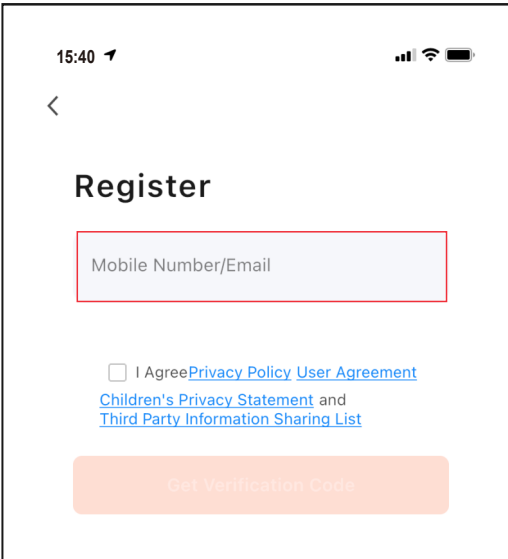 15:40
Register
Mobile Number/Email
I AgreePrivacy Policy User Agreement
Children's Privacy Statement and
Third Party Information Sharing List
Get Verification Code